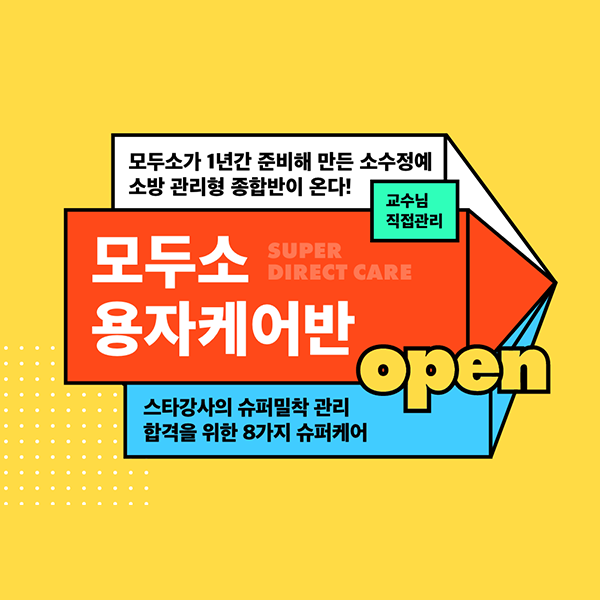 모두소가 1년간 준비해 만든 소수정예
소방 관리형 종합반이 온다!
교수님
직접관리
모두소
SUPER
DIRECT CARE
용자케어반
open
스타강사의 슈퍼밀착 관리
합격을 위한 8가지 슈퍼케어